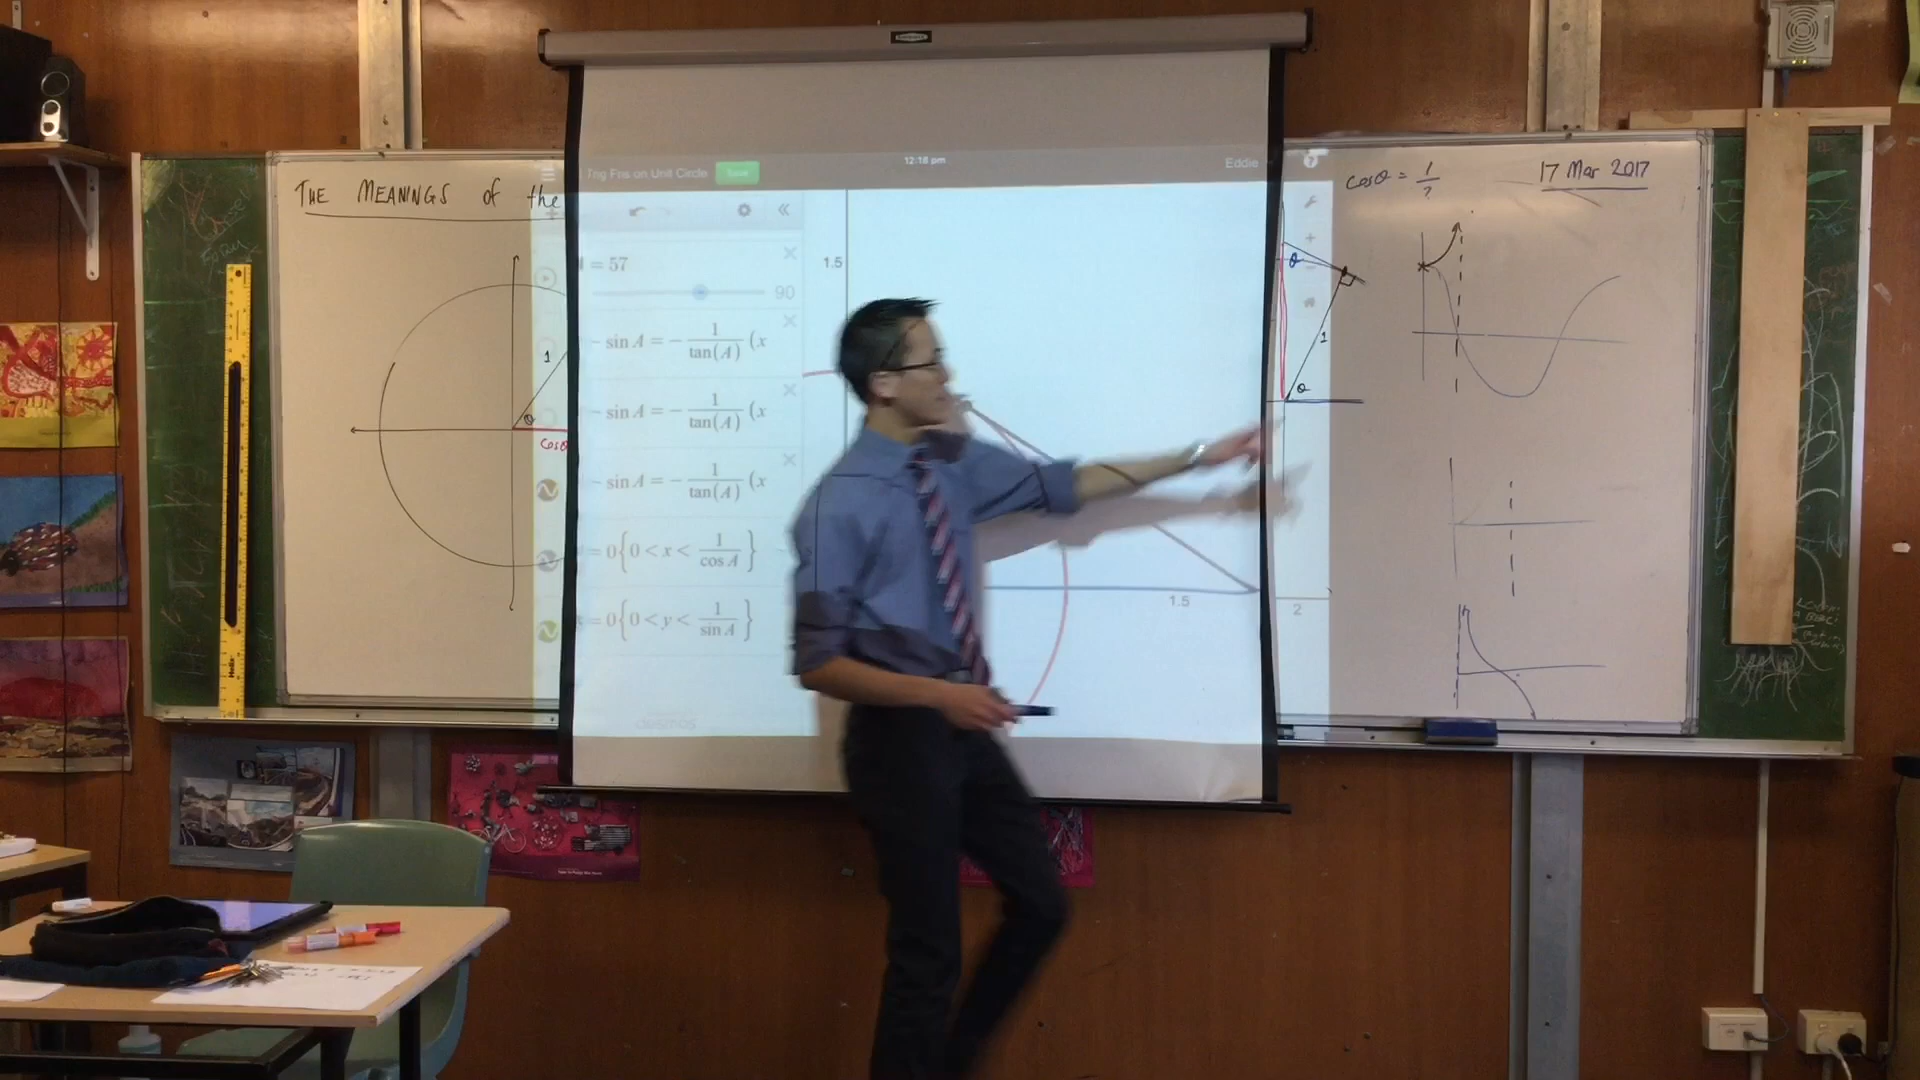 THE MEANINGS of the
1
θ
cosθ
Trig Fns on Unit Circle
Save
12:18 pm
Eddie
?
= 57
90
- sin A = - 1/tan(A) (x
- sin A = - 1/tan(A) (x
- sin A = - 1/tan(A) (x
= 0{0 < x < 1/cos A}
= 0{0 < y < 1/sin A}
desmos
1.5
1.5
2
cosθ = 1/?
17 Mar 2017
θ
1
θ
Helix